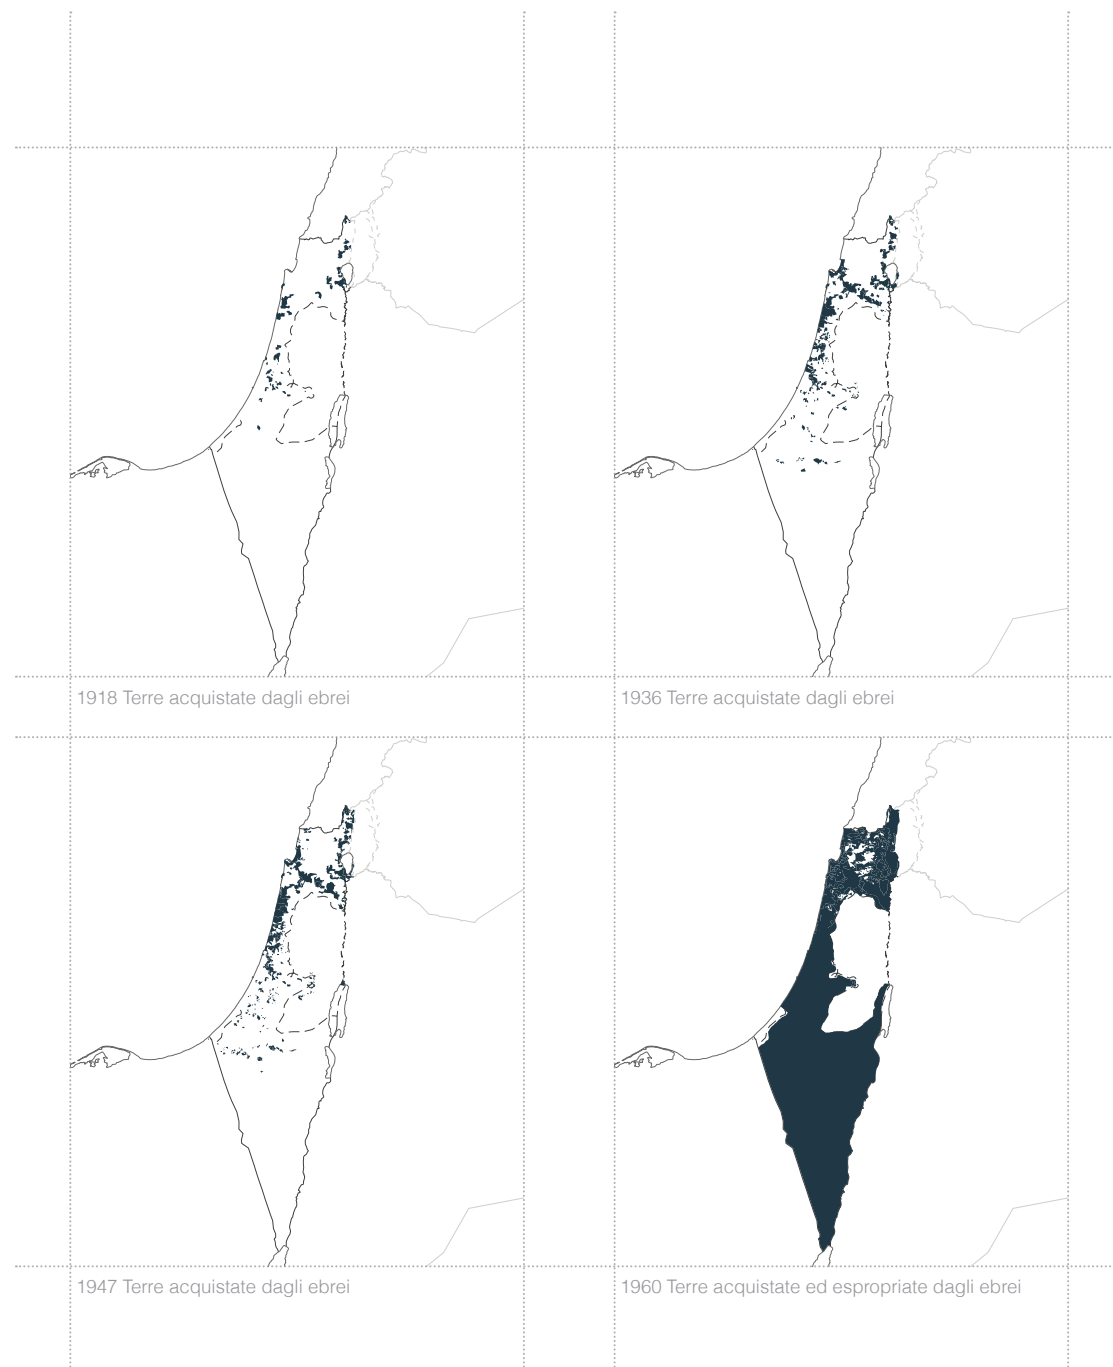 1918 Terre acquistate dagli ebrei
1936 Terre acquistate dagli ebrei
1947 Terre acquistate dagli ebrei
1960 Terre acquistate ed espropriate dagli ebrei